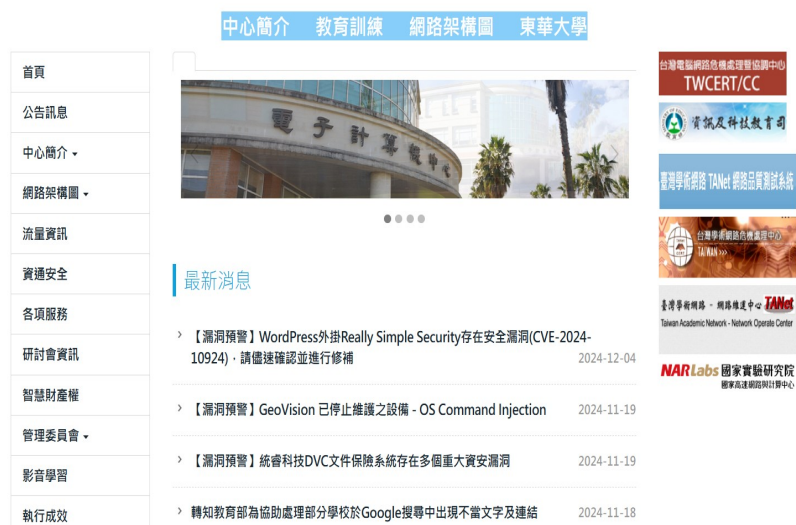 中心簡介 教育訓練 網路架構圖 東華大學
首頁
公告訊息
中心簡介
網路架構圖
流量資訊
資通安全
各項服務
研討會資訊
智慧財產權
管理委員會
影音學習
執行成效
電子計算機中心
最新消息
【漏洞預警】WordPress外掛Really Simple Security存在安全漏洞(CVE-2024-
10924)，請儘速確認並進行修補 2024-12-04
【漏洞預警】GeoVision 已停止維護之設備 - OS Command Injection 2024-11-19
【漏洞預警】統睿科技DVC文件保險系統存在多個重大資安漏洞 2024-11-19
轉知教育部為協助處理部分學校於Google搜尋中出現不當文字及連結 2024-11-18
台灣電腦網路危機處理暨協調中心
TWCERT/CC
資訊及科技教育司
臺灣學術網路 TANet 網路品質測試系統
台灣學術網路危機處理中心
TAIWAN >>>
臺灣學術網路 - 網路維運中心 TANet
Taiwan Academic Network - Network Operate Center
NARLabs 國家實驗研究院
國家高速網路與計算中心